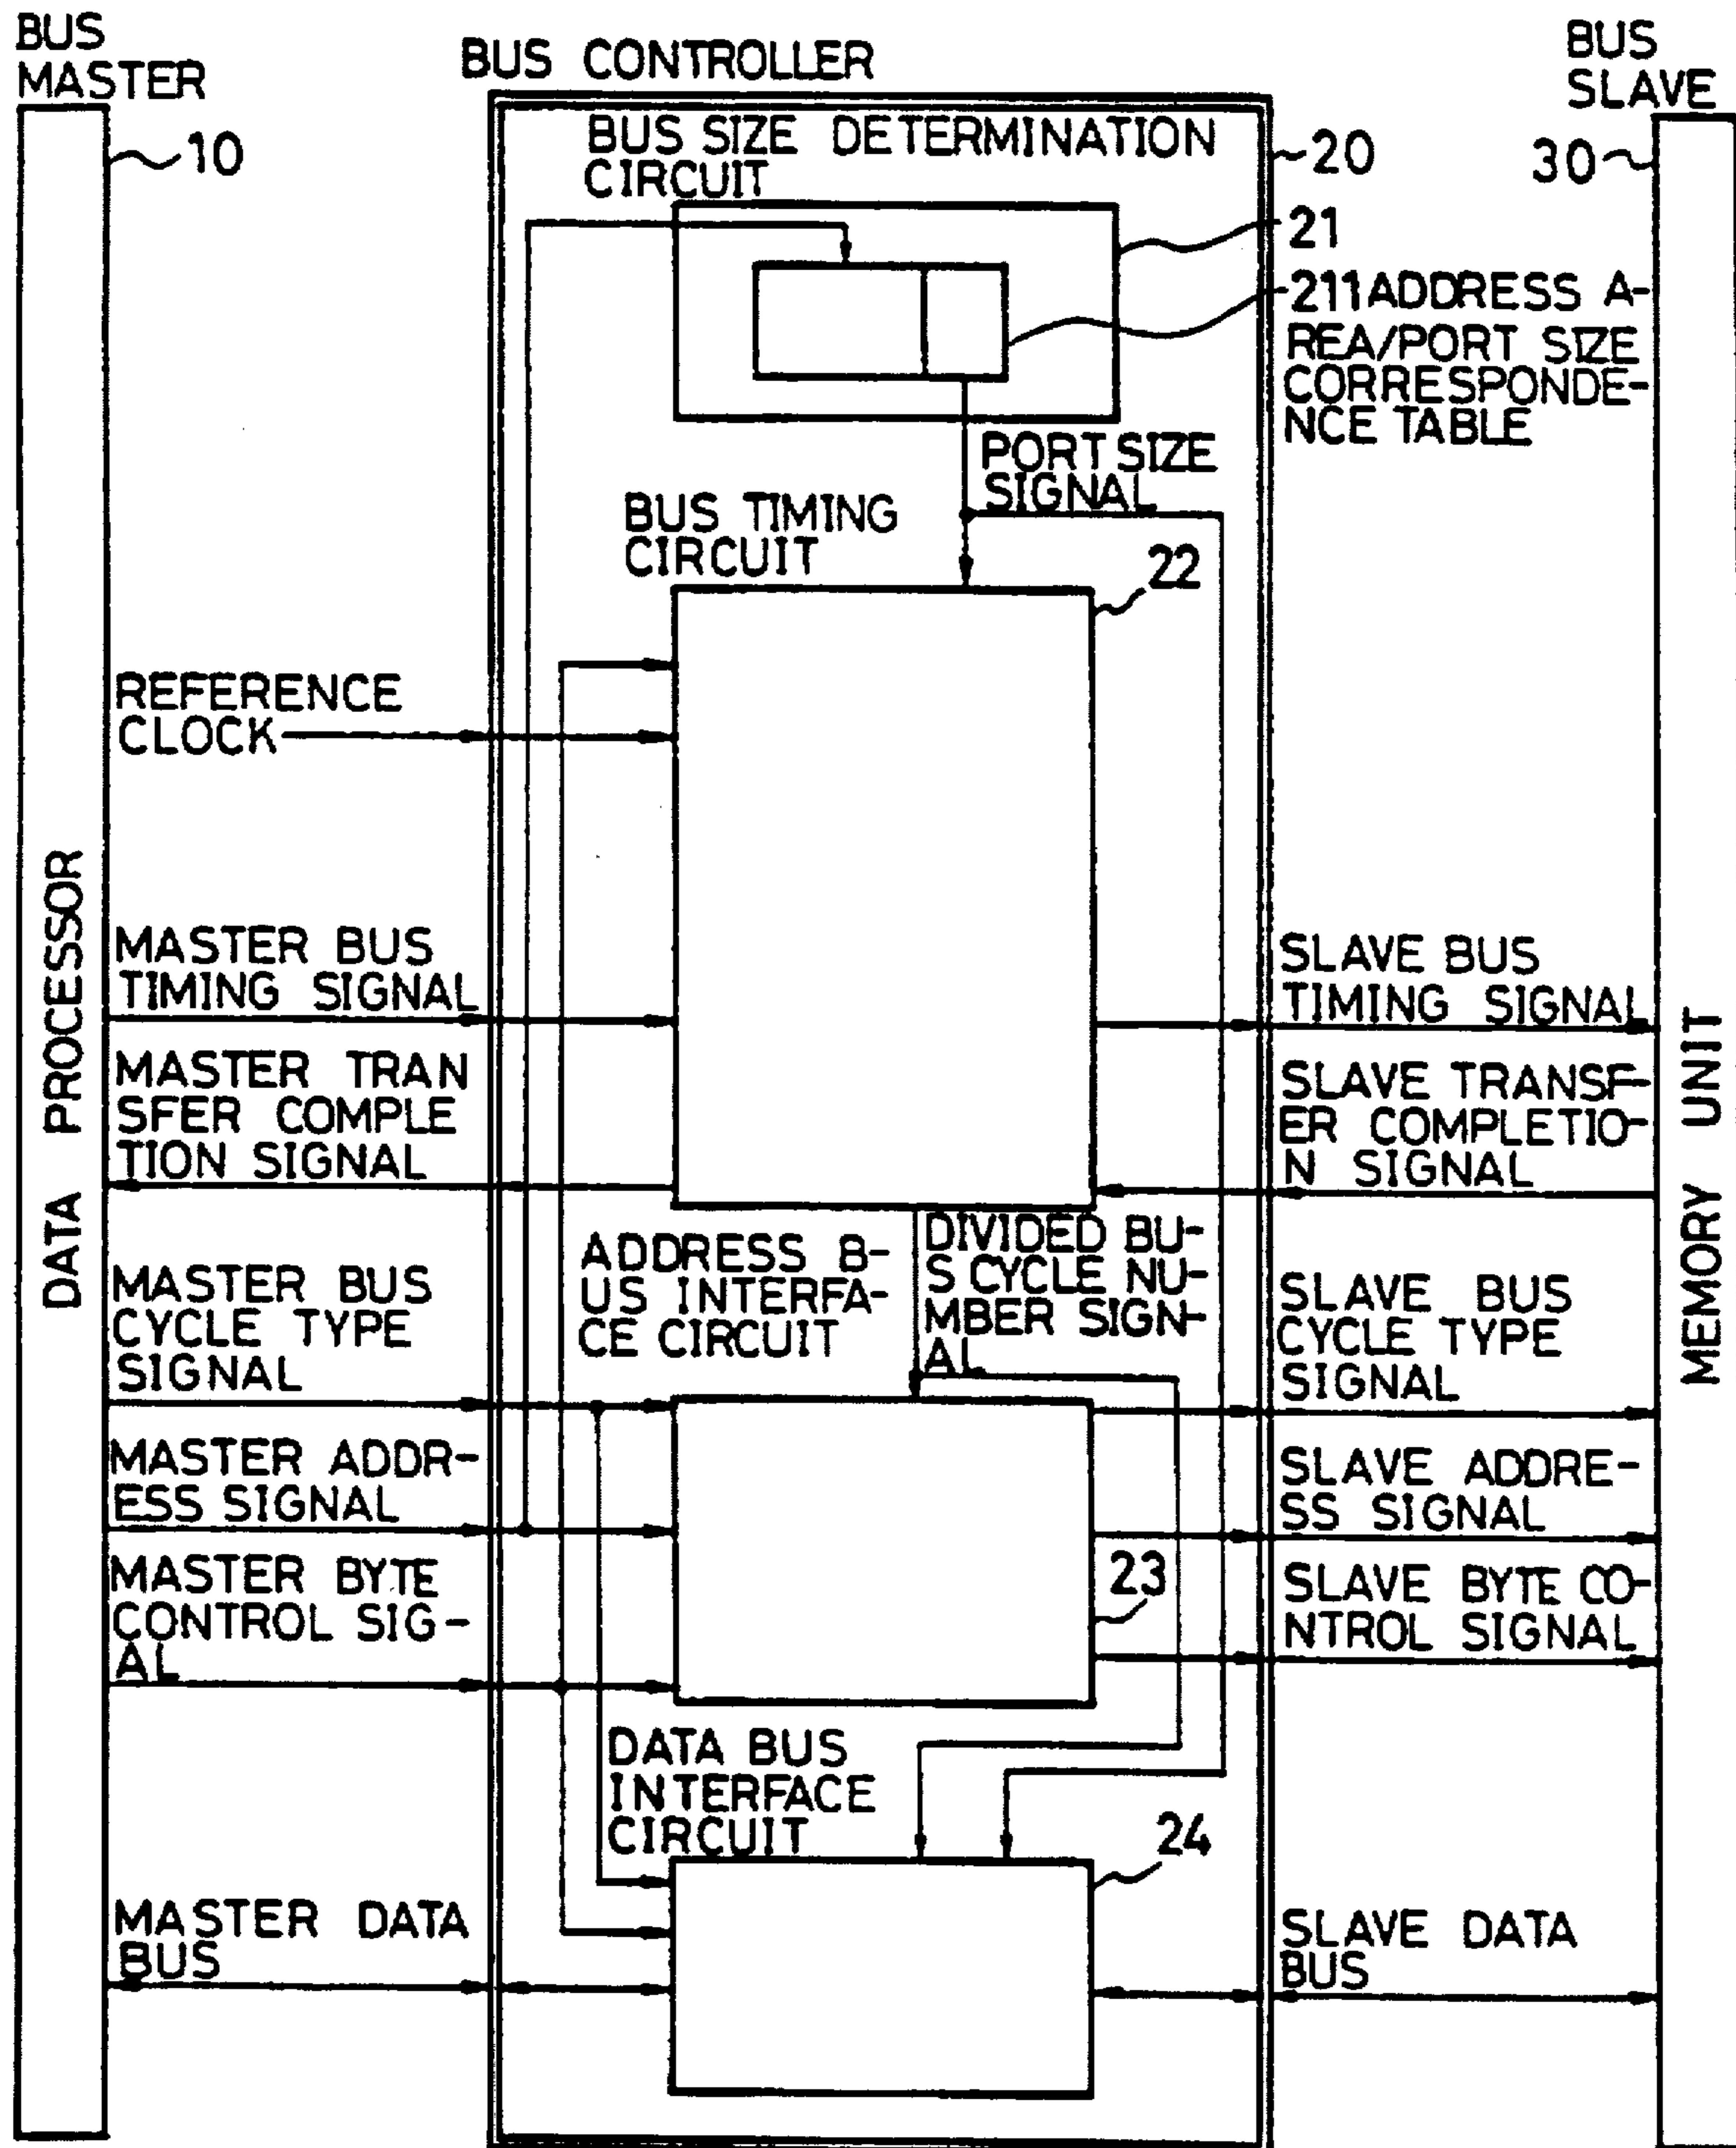 BUS
MASTER
BUS CONTROLLER
BUS
SLAVE
10
BUS SIZE DETERMINATION
CIRCUIT
20
30
21
211 ADDRESS A-
REA/PORT SIZE
CORRESPONDE-
NCE TABLE
PORT SIZE
SIGNAL
BUS TIMING
CIRCUIT
22
REFERENCE
CLOCK
DATA PROCESSOR
MASTER BUS
TIMING SIGNAL
SLAVE BUS
TIMING SIGNAL
MASTER TRAN
SFER COMPLE
TION SIGNAL
SLAVE TRANSF-
ER COMPLETIO-
N SIGNAL
MEMORY UNIT
MASTER BUS
CYCLE TYPE
SIGNAL
ADDRESS B-
US INTERFA-
CE CIRCUIT
DIVIDED BU-
S CYCLE NU-
MBER SIGN-
AL
SLAVE BUS
CYCLE TYPE
SIGNAL
MASTER ADDR-
ESS SIGNAL
SLAVE ADDRE-
SS SIGNAL
23
MASTER BYTE
CONTROL SIG-
AL
SLAVE BYTE CO-
NTROL SIGNAL
DATA BUS
INTERFACE
CIRCUIT
24
MASTER DATA
BUS
SLAVE DATA
BUS